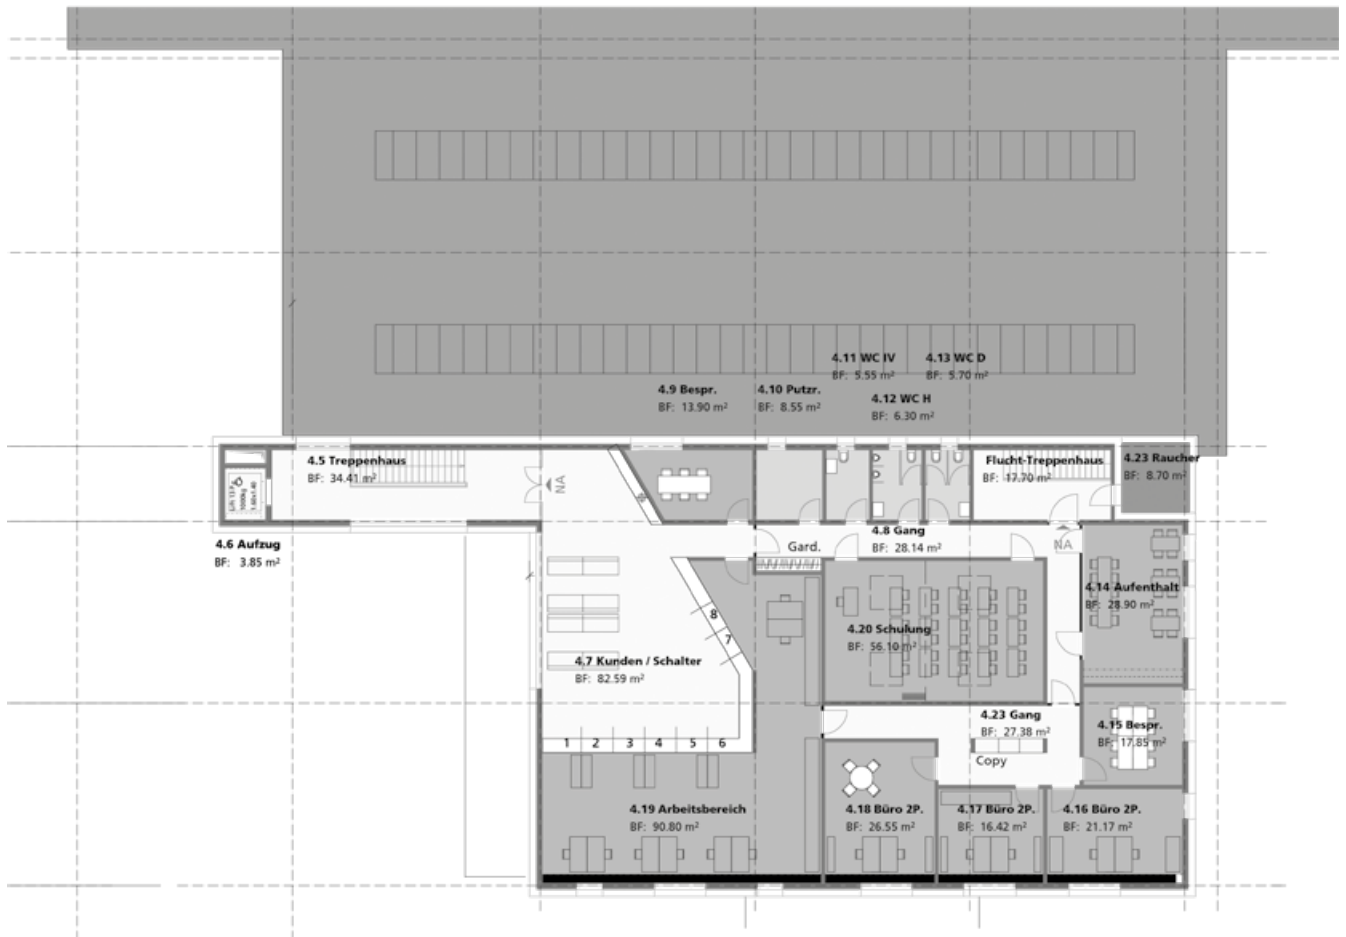 4.11 WC IV
BF: 5.55 m²
4.13 WC D
BF: 5.70 m²
4.9 Bespr.
BF: 13.90 m²
4.10 Putzr.
BF: 8.55 m²
4.12 WC H
BF: 6.30 m²
4.5 Treppenhaus
BF: 34.41 m²
NA
Flucht-Treppenhaus
BF: 17.70 m²
4.23 Raucher
BF: 8.70 m²
4.6 Aufzug
BF: 3.85 m²
Gard.
4.8 Gang
BF: 28.14 m²
NA
4.14 Aufenthalt
BF: 28.90 m²
8
7
4.20 Schulung
BF: 56.10 m²
4.7 Kunden / Schalter
BF: 82.59 m²
4.23 Gang
BF: 27.38 m²
4.15 Bespr.
BF: 17.85 m²
1 2 3 4 5 6
Copy
4.19 Arbeitsbereich
BF: 90.80 m²
4.18 Büro 2P.
BF: 26.55 m²
4.17 Büro 2P.
BF: 16.42 m²
4.16 Büro 2P.
BF: 21.17 m²